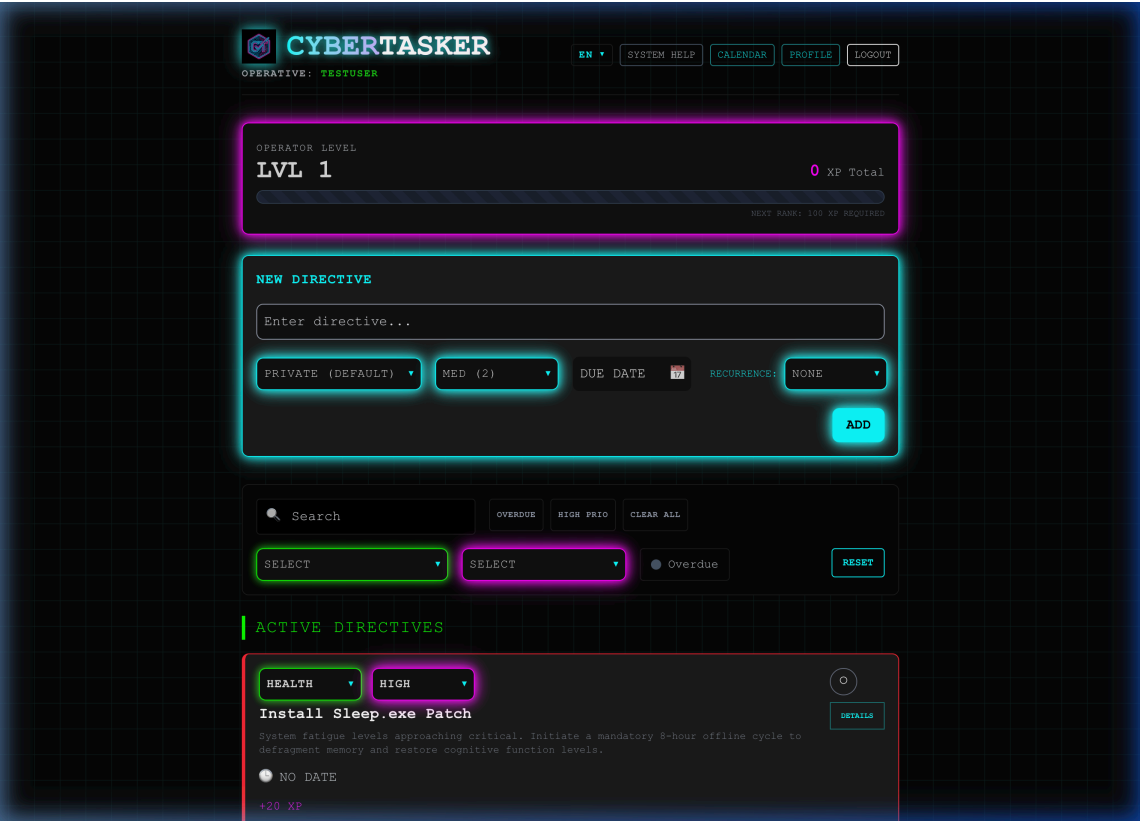 CYBERTASKER
OPERATIVE: TESTUSER
EN ▼ SYSTEM HELP CALENDAR PROFILE LOGOUT
OPERATOR LEVEL
LVL 1
0 XP Total
NEXT RANK: 100 XP REQUIRED
NEW DIRECTIVE
Enter directive...
PRIVATE (DEFAULT) ▼ MED (2) ▼ DUE DATE 17 RECURRENCE: NONE ▼
ADD
Search OVERDUE HIGH PRIO CLEAR ALL
SELECT ▼ SELECT ▼ Overdue RESET
ACTIVE DIRECTIVES
HEALTH ▼ HIGH ▼
Install Sleep.exe Patch
DETAILS
System fatigue levels approaching critical. Initiate a mandatory 8-hour offline cycle to
defragment memory and restore cognitive function levels.
NO DATE
+20 XP